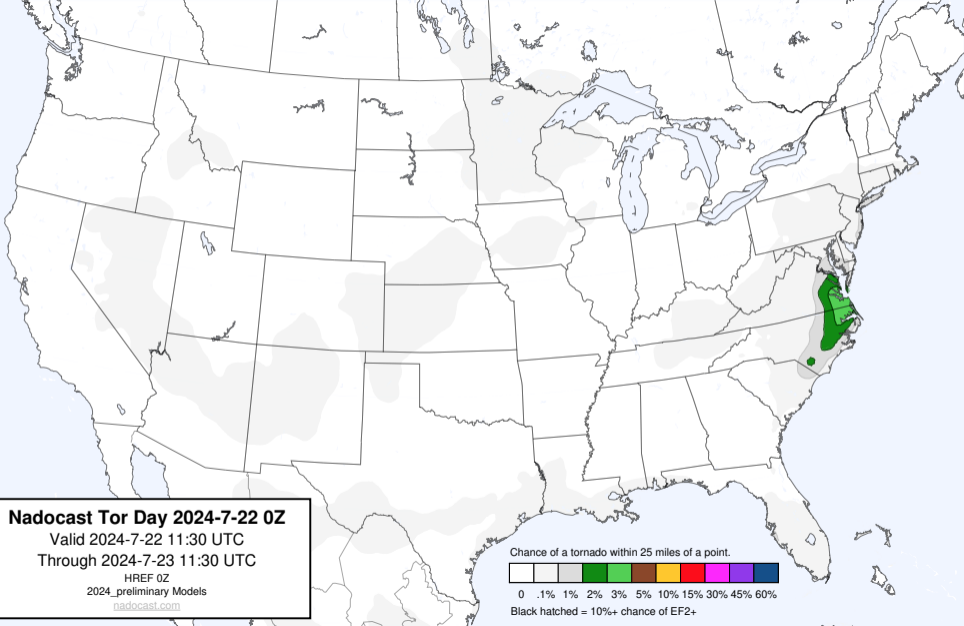 Nadocast Tor Day 2024-7-22 0Z
Valid 2024-7-22 11:30 UTC
Through 2024-7-23 11:30 UTC
HREF 0Z
2024_preliminary Models
nadocast.com
Chance of a tornado within 25 miles of a point.
0 .1% 1% 2% 3% 5% 10% 15% 30% 45% 60%
Black hatched = 10%+ chance of EF2+